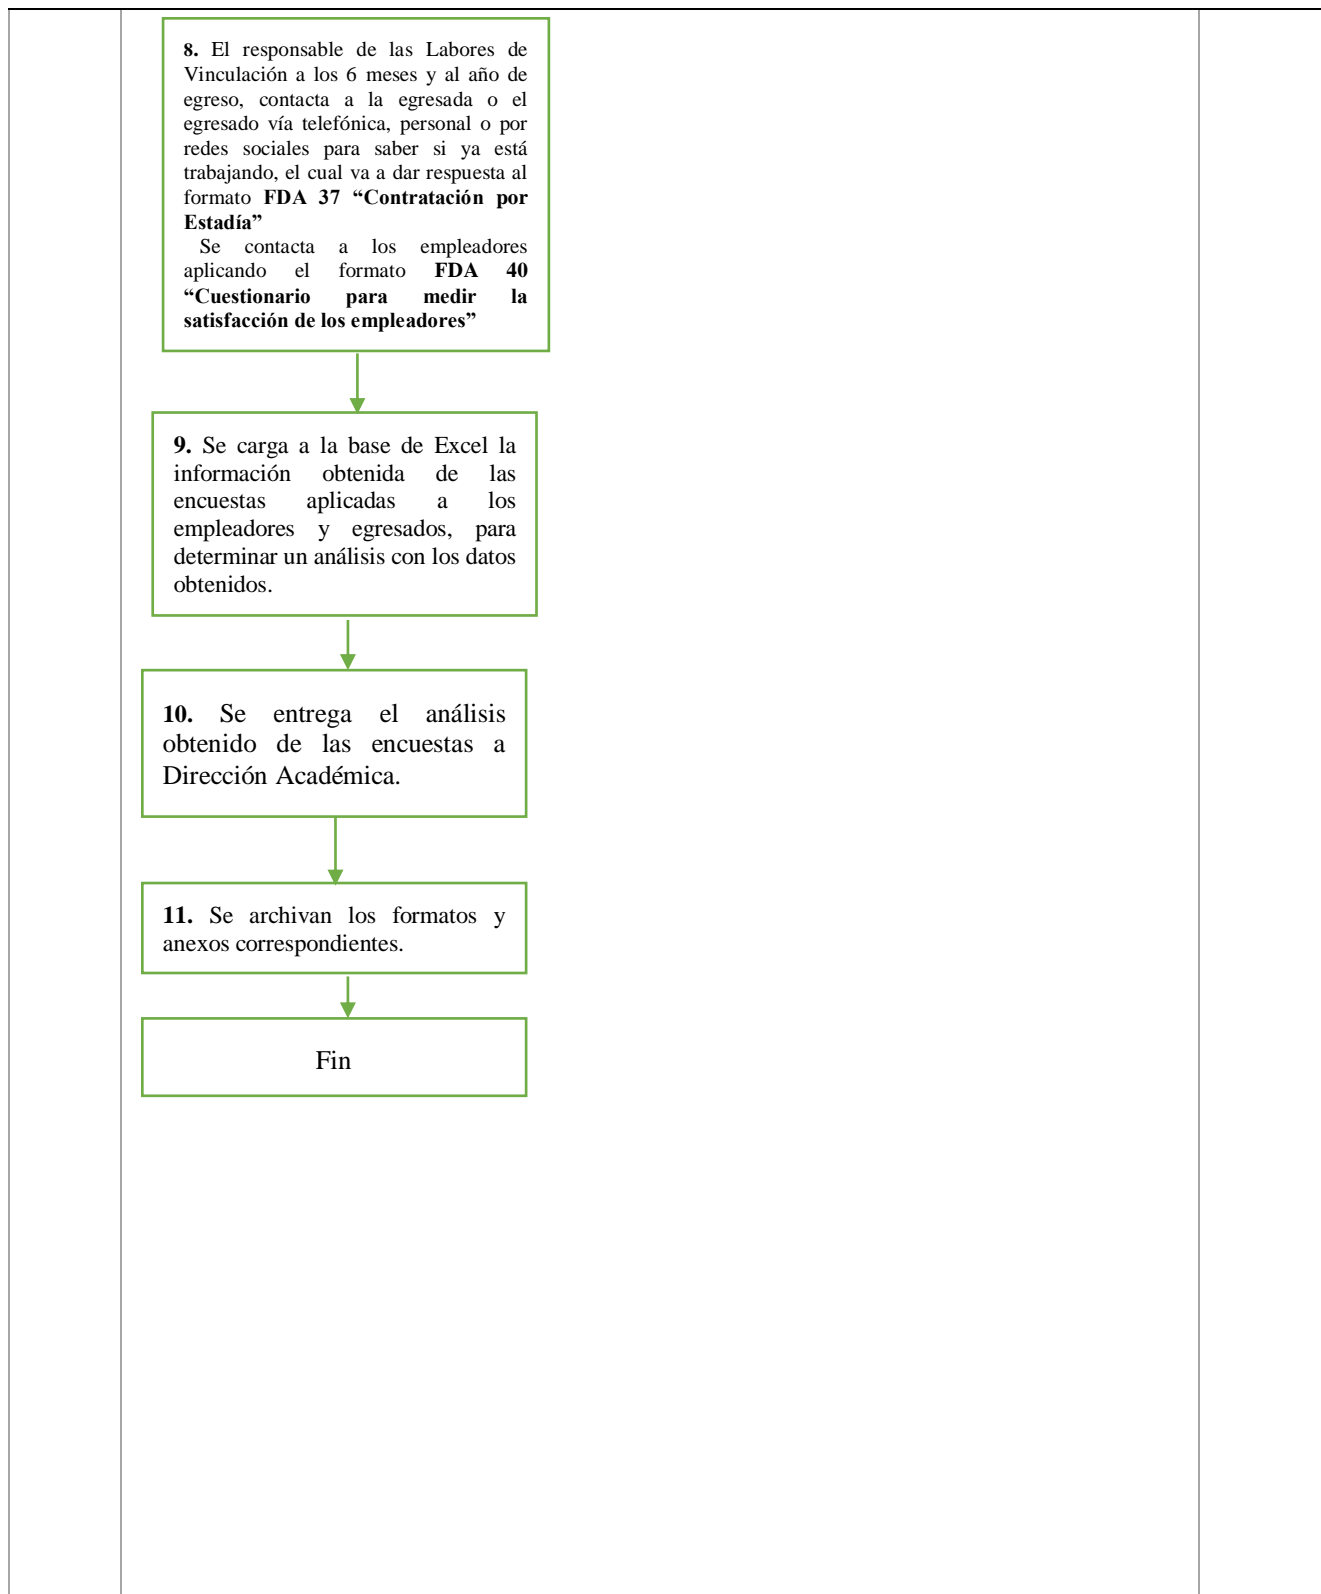 8. El responsable de las Labores de
Vinculación a los 6 meses y al año de
egreso, contacta a la egresada o el
egresado vía telefónica, personal o por
redes sociales para saber si ya está
trabajando, el cual va a dar respuesta al
formato FDA 37 “Contratación por
Estadía”
Se contacta a los empleadores
aplicando el formato FDA 40
“Cuestionario para medir la
satisfacción de los empleadores”
9. Se carga a la base de Excel la
información obtenida de las
encuestas aplicadas a los
empleadores y egresados, para
determinar un análisis con los datos
obtenidos.
10. Se entrega el análisis
obtenido de las encuestas a
Dirección Académica.
11. Se archivan los formatos y
anexos correspondientes.
Fin